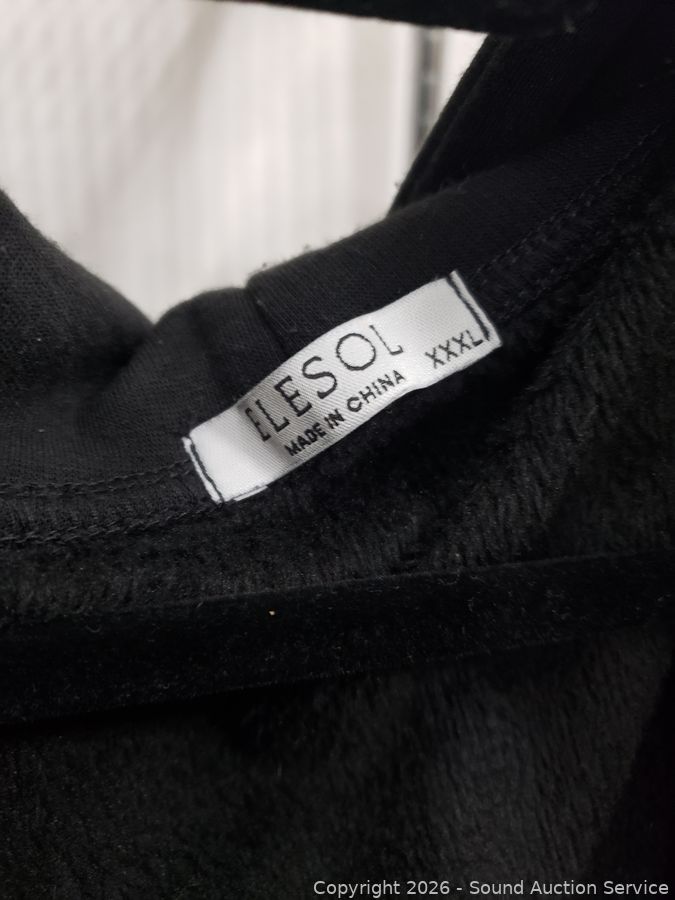 ELESOL
XXXL
MADE IN CHINA
Copyright 2026 - Sound Auction Service